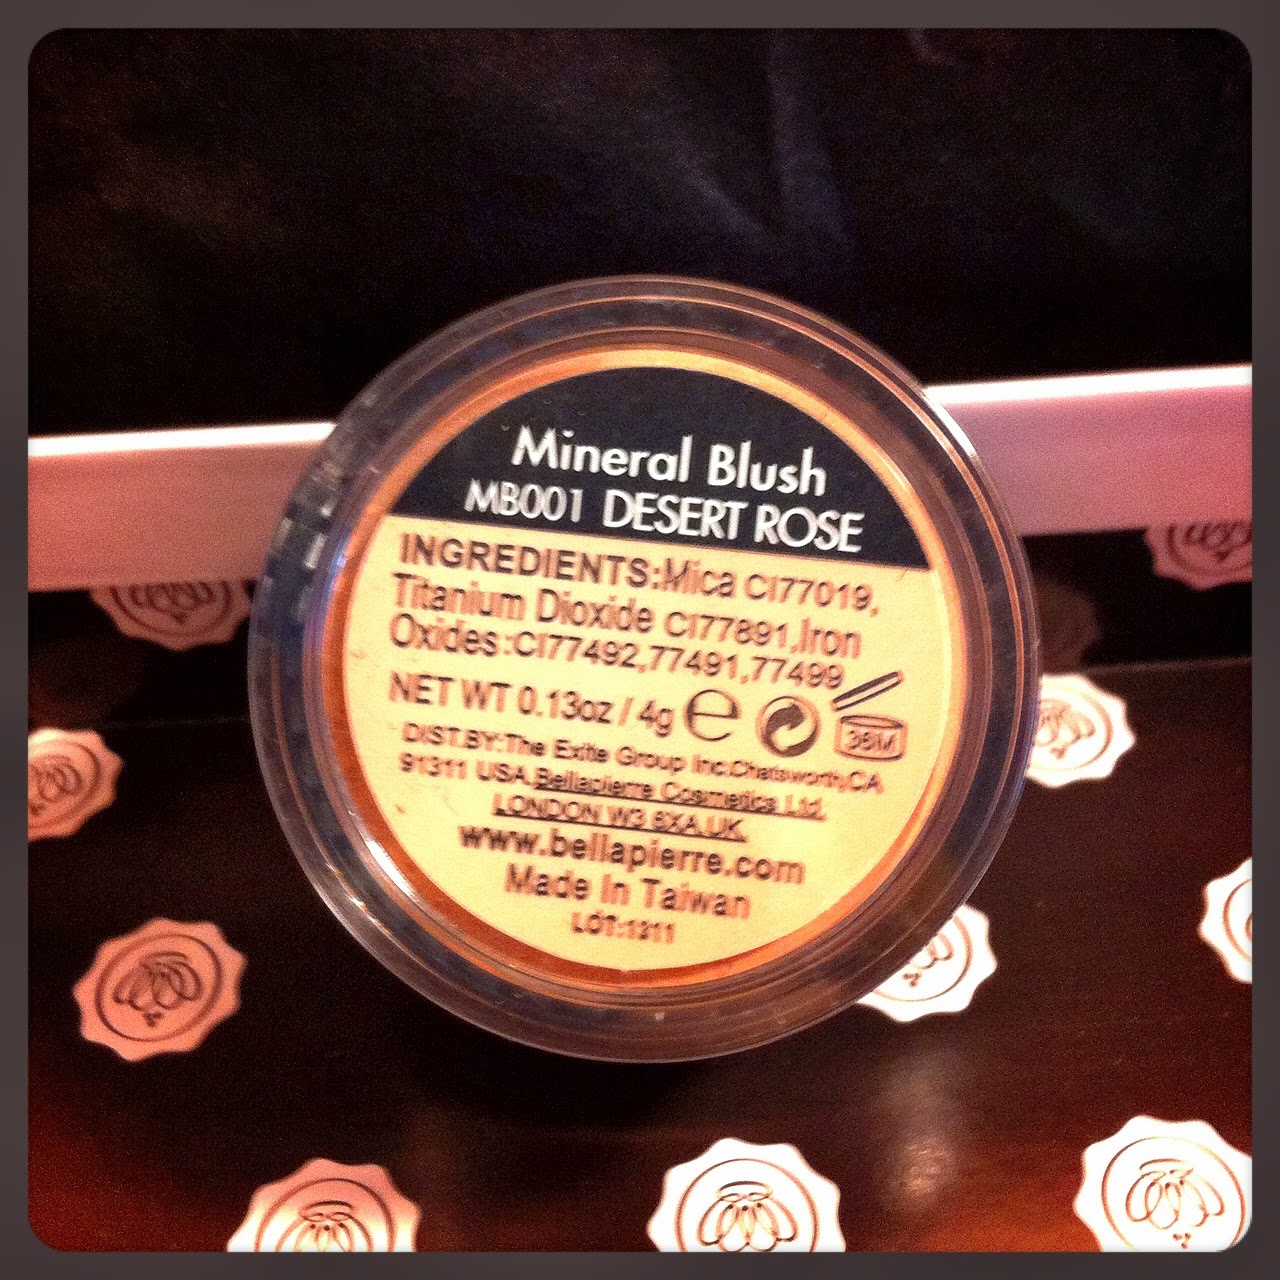 Mineral Blush
MB001 DESERT ROSE
INGREDIENTS:Mica CI77019,
Titanium Dioxide CI77891,Iron
Oxides:CI77492,77491,77499
NET WT 0.13oz / 4g e 36M
DIST.BY:The Exite Group Inc.Chatsworth,CA
91311 USA.Bellapierre Cosmetics Ltd.
LONDON W3 6XA.UK.
www.bellapierre.com
Made In Taiwan
LOT:1311